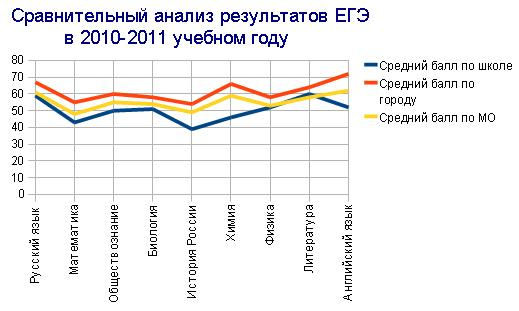 Сравнительный анализ результатов ЕГЭ
в 2010-2011 учебном году
80
70
60
50
40
30
20
10
0
Русский язык
Математика
Обществознание
Биология
История России
Химия
Физика
Литература
Английский язык
Средний балл по школе
Средний балл по
городу
Средний балл по МО